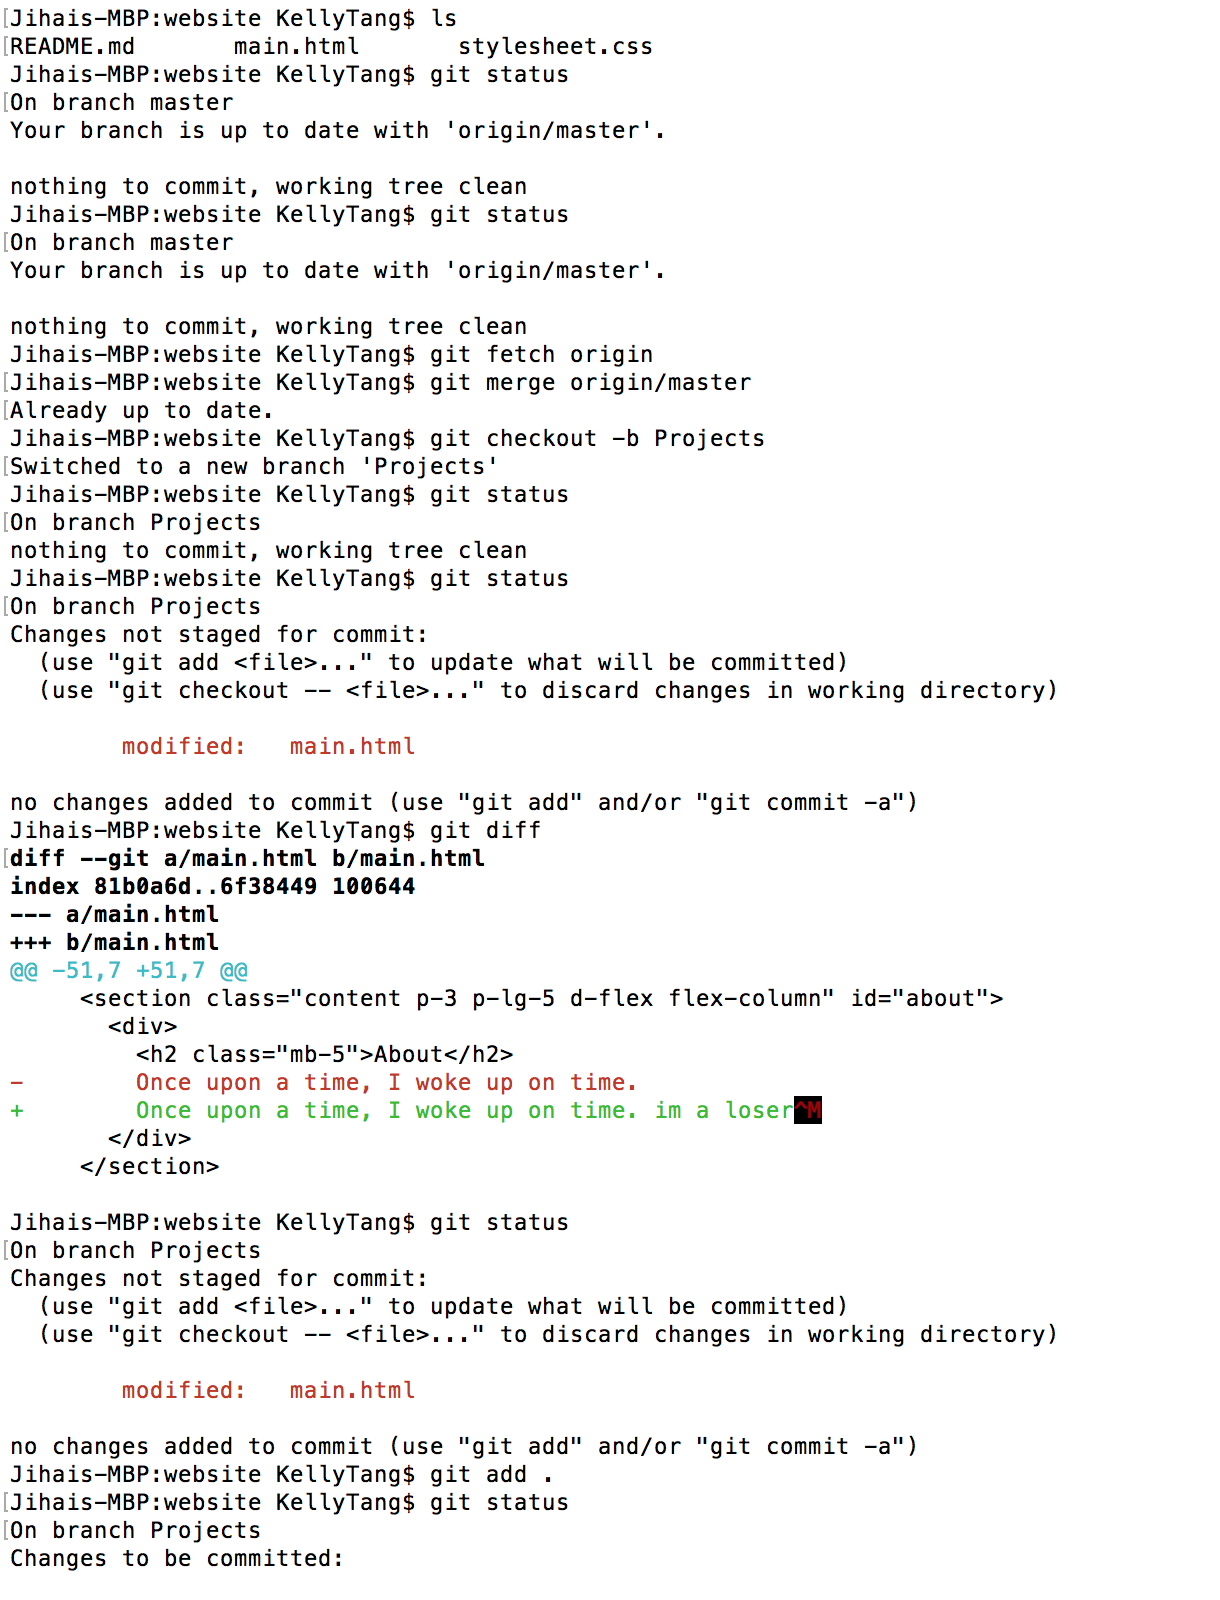 [Jihais-MBP:website KellyTang$ ls
[README.md       main.html       stylesheet.css
Jihais-MBP:website KellyTang$ git status
[On branch master
Your branch is up to date with 'origin/master'.

nothing to commit, working tree clean
Jihais-MBP:website KellyTang$ git status
[On branch master
Your branch is up to date with 'origin/master'.

nothing to commit, working tree clean
Jihais-MBP:website KellyTang$ git fetch origin
[Jihais-MBP:website KellyTang$ git merge origin/master
[Already up to date.
Jihais-MBP:website KellyTang$ git checkout -b Projects
[Switched to a new branch 'Projects'
Jihais-MBP:website KellyTang$ git status
[On branch Projects
nothing to commit, working tree clean
Jihais-MBP:website KellyTang$ git status
[On branch Projects
Changes not staged for commit:
  (use "git add <file>..." to update what will be committed)
  (use "git checkout -- <file>..." to discard changes in working directory)

        modified:   main.html

no changes added to commit (use "git add" and/or "git commit -a")
Jihais-MBP:website KellyTang$ git diff
[diff --git a/main.html b/main.html
index 81b0a6d..6f38449 100644
--- a/main.html
+++ b/main.html
@@ -51,7 +51,7 @@
     <section class="content p-3 p-lg-5 d-flex flex-column" id="about">
       <div>
         <h2 class="mb-5">About</h2>
-        Once upon a time, I woke up on time.
+        Once upon a time, I woke up on time. im a loser^M
       </div>
     </section>

Jihais-MBP:website KellyTang$ git status
[On branch Projects
Changes not staged for commit:
  (use "git add <file>..." to update what will be committed)
  (use "git checkout -- <file>..." to discard changes in working directory)

        modified:   main.html

no changes added to commit (use "git add" and/or "git commit -a")
Jihais-MBP:website KellyTang$ git add .
[Jihais-MBP:website KellyTang$ git status
[On branch Projects
Changes to be committed: